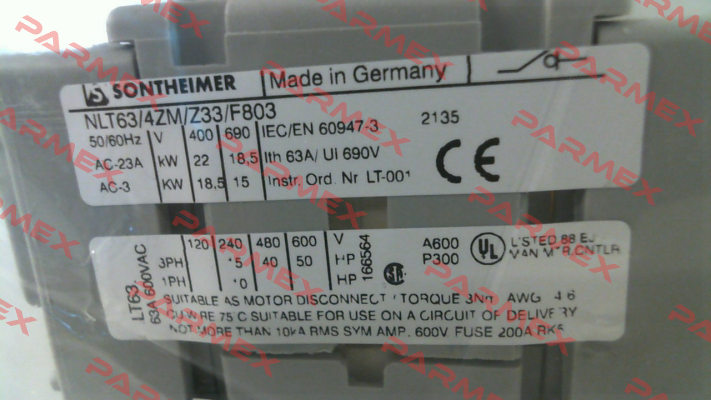 SONTHEIMER Made in Germany
NLT63/4ZM/Z33/F803 2135
50/60Hz V 400 690 IEC/EN 60947-3
AC-23A kW 22 18,5 Ith 63A/ UI 690V
AC-3 KW 18,5 15 Instr. Ord. Nr LT-001
CE
LT63
63A 600VAC
120 240 480 600 V
3PH 40 50 HP
1PH HP
166564
A600
P300
UL LISTED 88
SUITABLE AS MOTOR DISCONNECT TORQUE AWG
WIRE 75°C SUITABLE FOR USE ON A CIRCUIT OF DELIVERY
NOT MORE THAN 10kA RMS SYM AMP. 600V FUSE 200A RK5
PARMEX